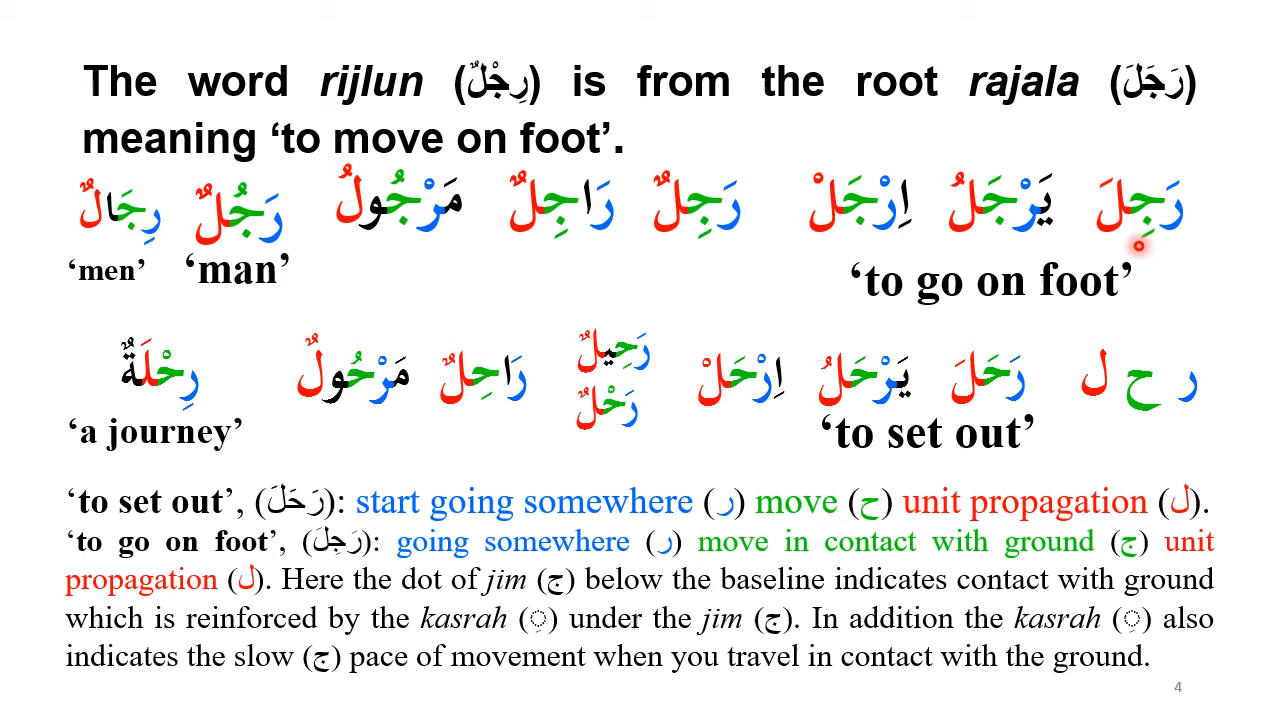 The word rijlun (رِجْلٌ) is from the root rajala (رَجَلَ)
meaning ‘to move on foot’.
رَجِلَ يَرْجَلُ اِرْجَلْ رَجِلٌ رَاجِلٌ مَرْجُولُ رَجُلٌ رِجَالٌ
‘men’ ‘man’ ‘to go on foot’
ر ح ل رَحَلَ يَرْحَلُ اِرْحَلْ رَحِيلٌ رَحْلٌ رَاحِلٌ مَرْحُولٌ رِحْلَةٌ
‘a journey’ ‘to set out’
‘to set out’, (رَحَلَ): start going somewhere (ر) move (ح) unit propagation (ل).
‘to go on foot’, (رَجِلَ): going somewhere (ر) move in contact with ground (ج) unit
propagation (ل). Here the dot of jim (ج) below the baseline indicates contact with ground
which is reinforced by the kasrah (◌ِ) under the jim (ج). In addition the kasrah (◌ِ) also
indicates the slow (ج) pace of movement when you travel in contact with the ground.
4